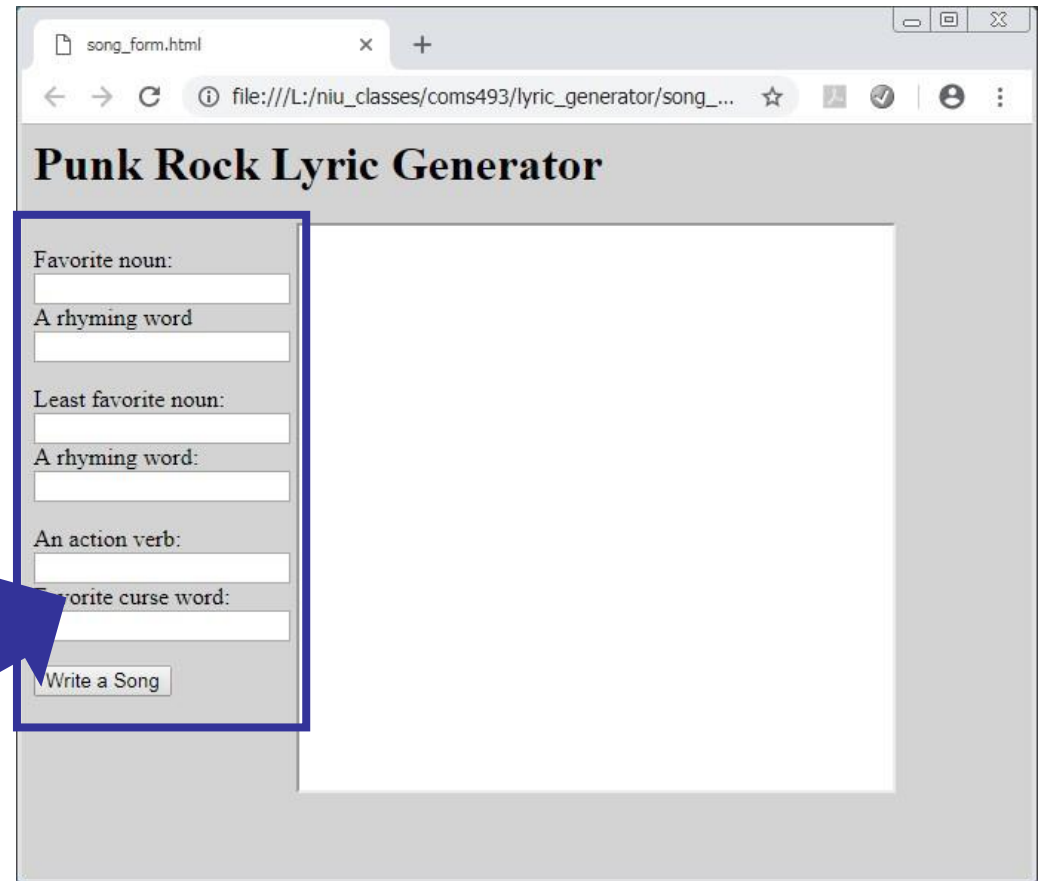 song_form.html
file:///L:/niu_classes/coms493/lyric_generator/song_...
Punk Rock Lyric Generator
Favorite noun:
A rhyming word
Least favorite noun:
A rhyming word:
An action verb:
curse word:
Write a Song